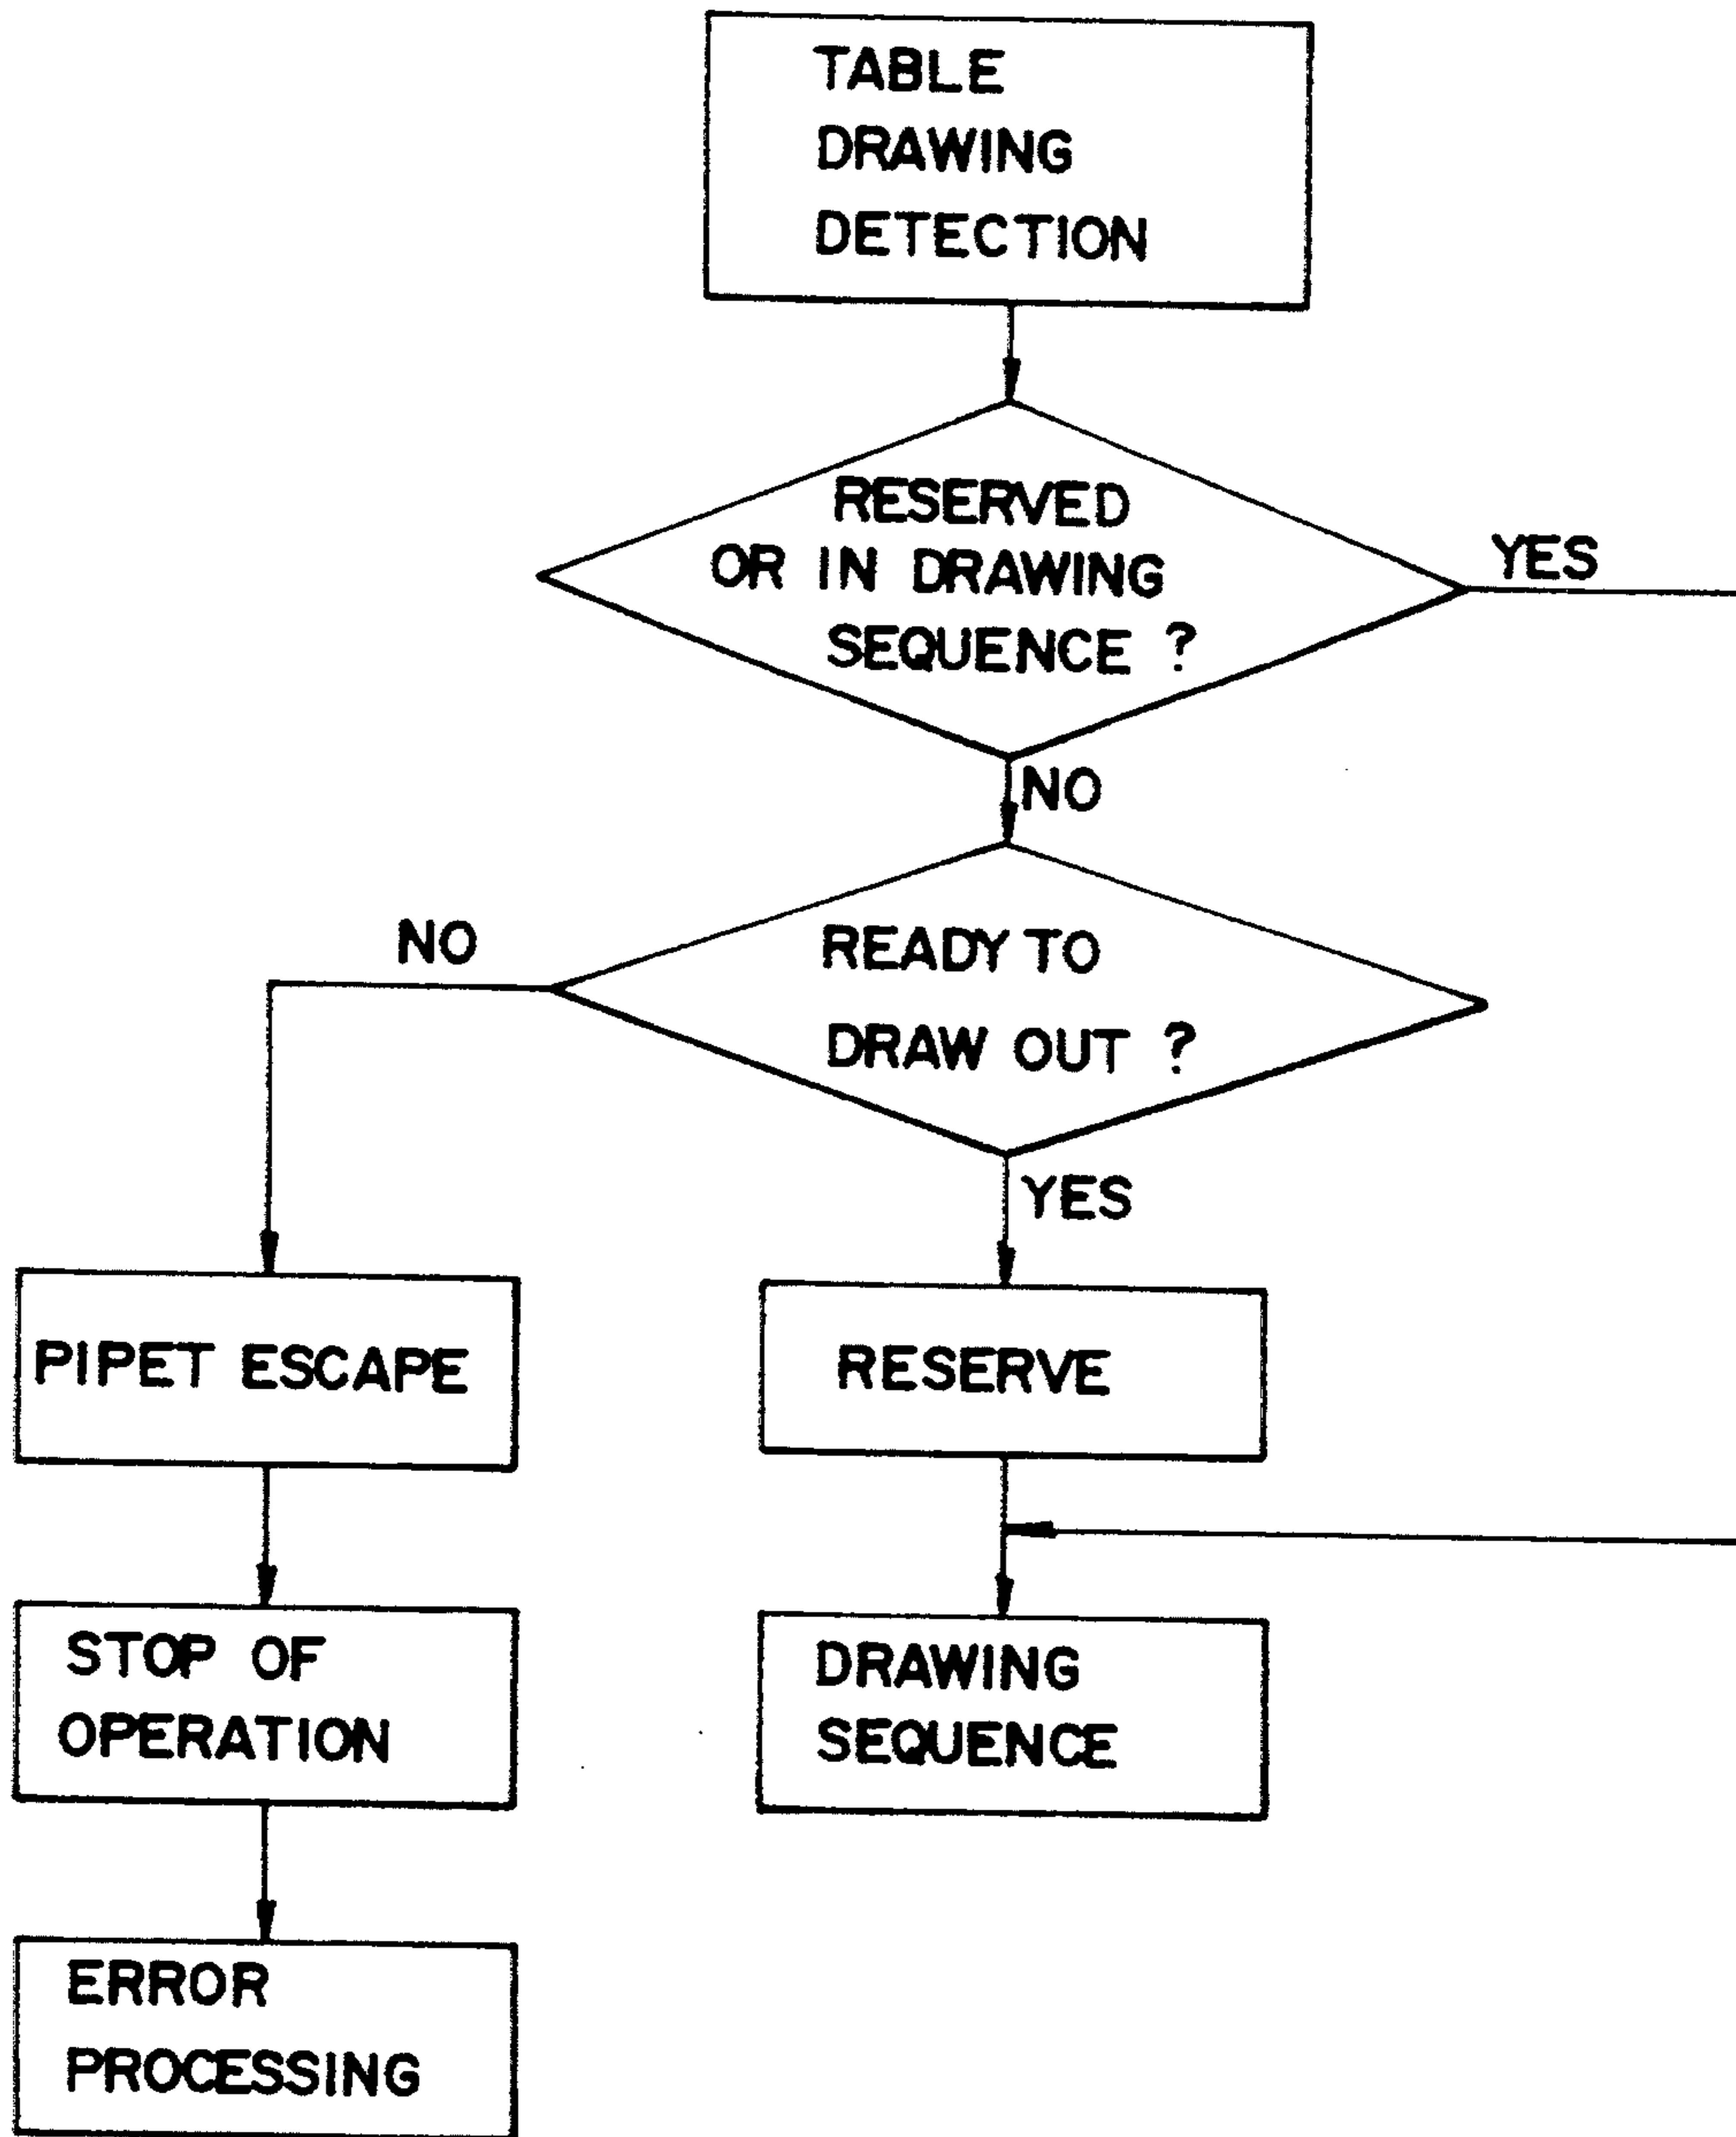 TABLE
DRAWING
DETECTION
RESERVED
OR IN DRAWING
SEQUENCE ?
YES
NO
NO
READY TO
DRAW OUT ?
YES
PIPET ESCAPE
RESERVE
STOP OF
OPERATION
DRAWING
SEQUENCE
ERROR
PROCESSING